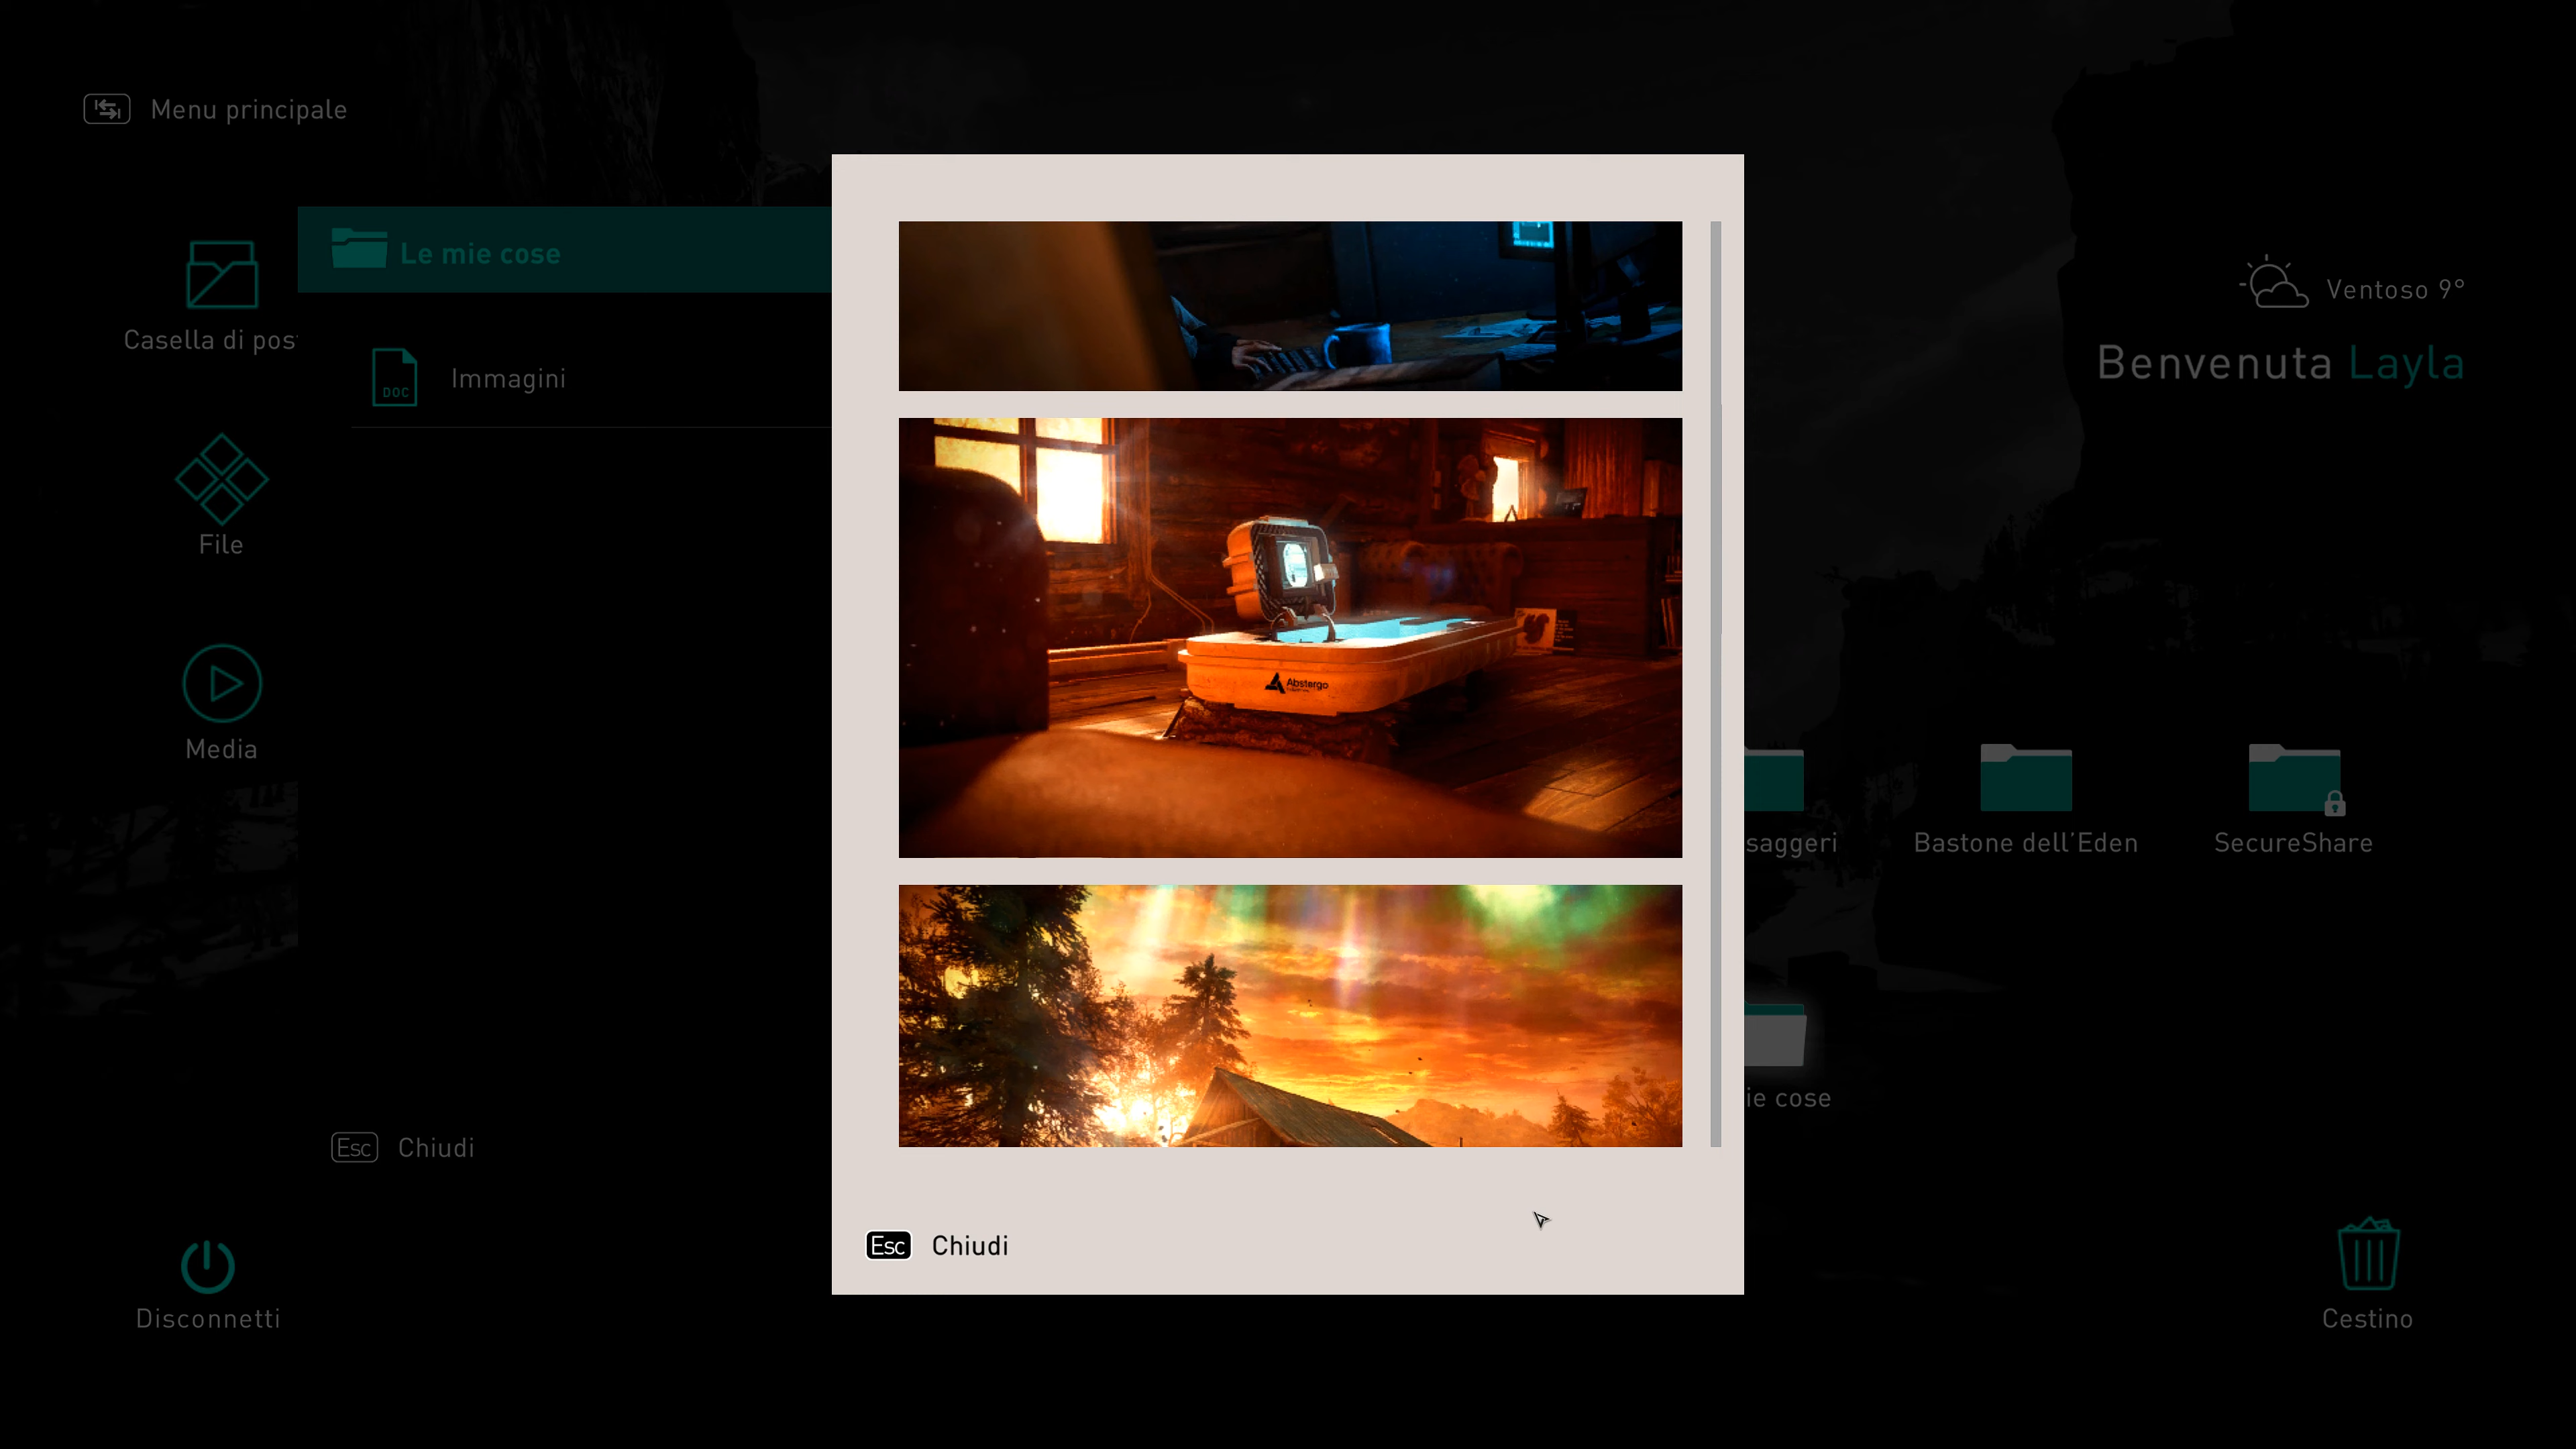 Menu principale
Le mie cose
Casella di pos
DOC
Immagini
Ventoso 9°
Benvenuta Layla
File
Abstergo
Media
saggeri
Bastone dell'Eden
SecureShare
ie cose
Esc Chiudi
Esc Chiudi
Disconnetti
Cestino